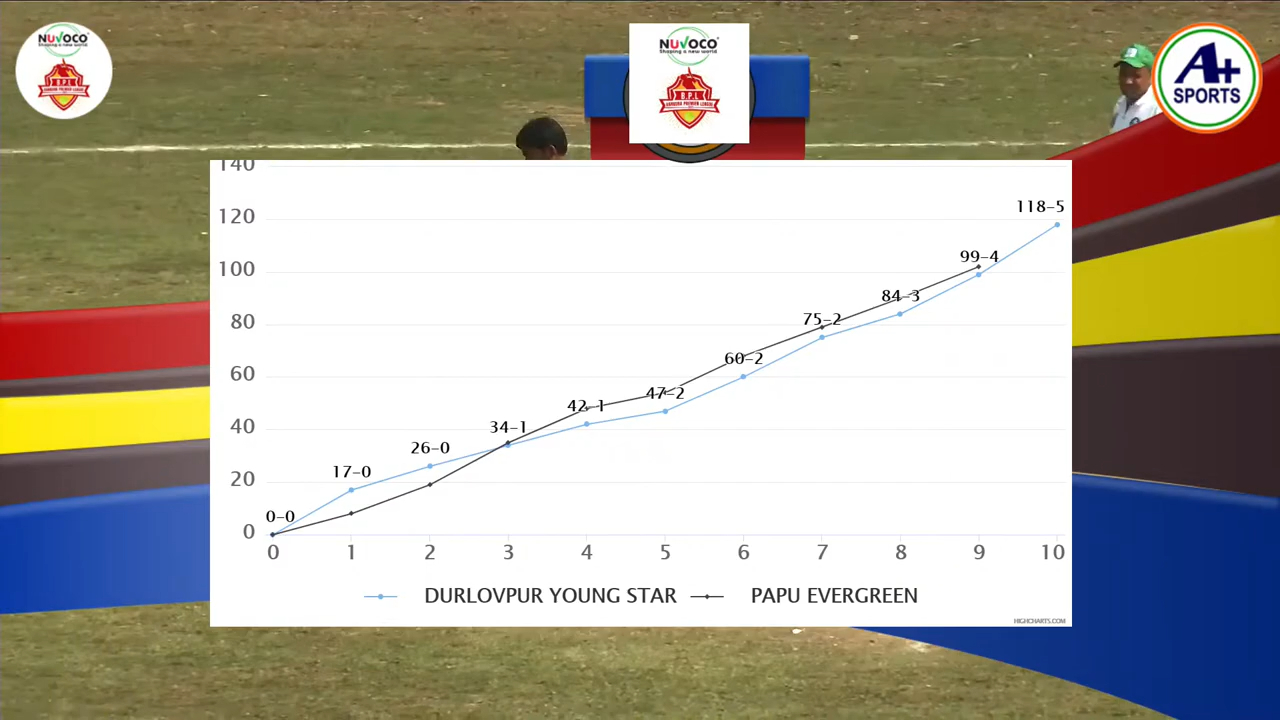 NUVOCO
Shaping a new world
B.P.L
NUVOCO
Shaping a new world
B.P.L
A+
SPORTS
140
120
100
80
60
40
20
0
0-0
17-0
26-0
34-1
42-1
47-2
60-2
75-2
84-3
99-4
118-5
0 1 2 3 4 5 6 7 8 9 10
DURLOVPUR YOUNG STAR PAPU EVERGREEN
HIGHCHARTS.COM